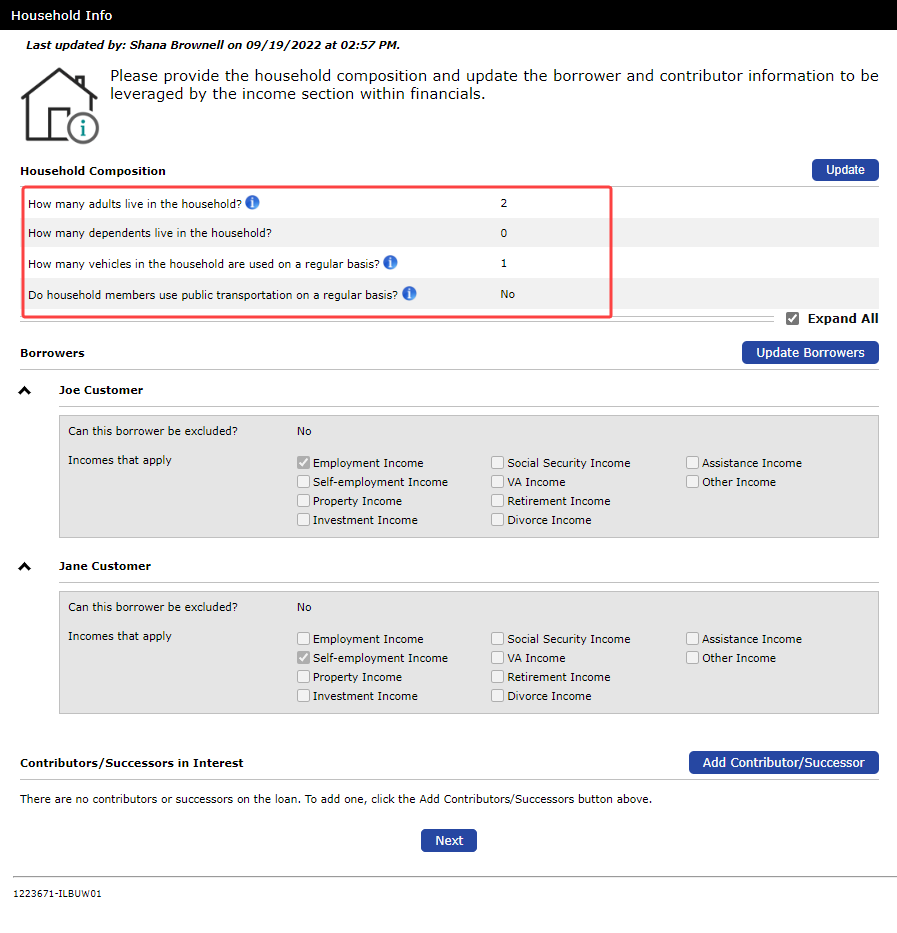 Household Info
Last updated by: Shana Brownell on 09/19/2022 at 02:57 PM.
Please provide the household composition and update the borrower and contributor information to be
leveraged by the income section within financials.
Household Composition
Update
How many adults live in the household? 2
How many dependents live in the household? 0
How many vehicles in the household are used on a regular basis? 1
Do household members use public transportation on a regular basis? No
Expand All
Borrowers
Update Borrowers
Joe Customer
Can this borrower be excluded? No
Incomes that apply
Employment Income Social Security Income Assistance Income
Self-employment Income VA Income Other Income
Property Income Retirement Income
Investment Income Divorce Income
Jane Customer
Can this borrower be excluded? No
Incomes that apply
Employment Income Social Security Income Assistance Income
Self-employment Income VA Income Other Income
Property Income Retirement Income
Investment Income Divorce Income
Contributors/Successors in Interest
Add Contributor/Successor
There are no contributors or successors on the loan. To add one, click the Add Contributors/Successors button above.
Next
1223671-ILBUW01